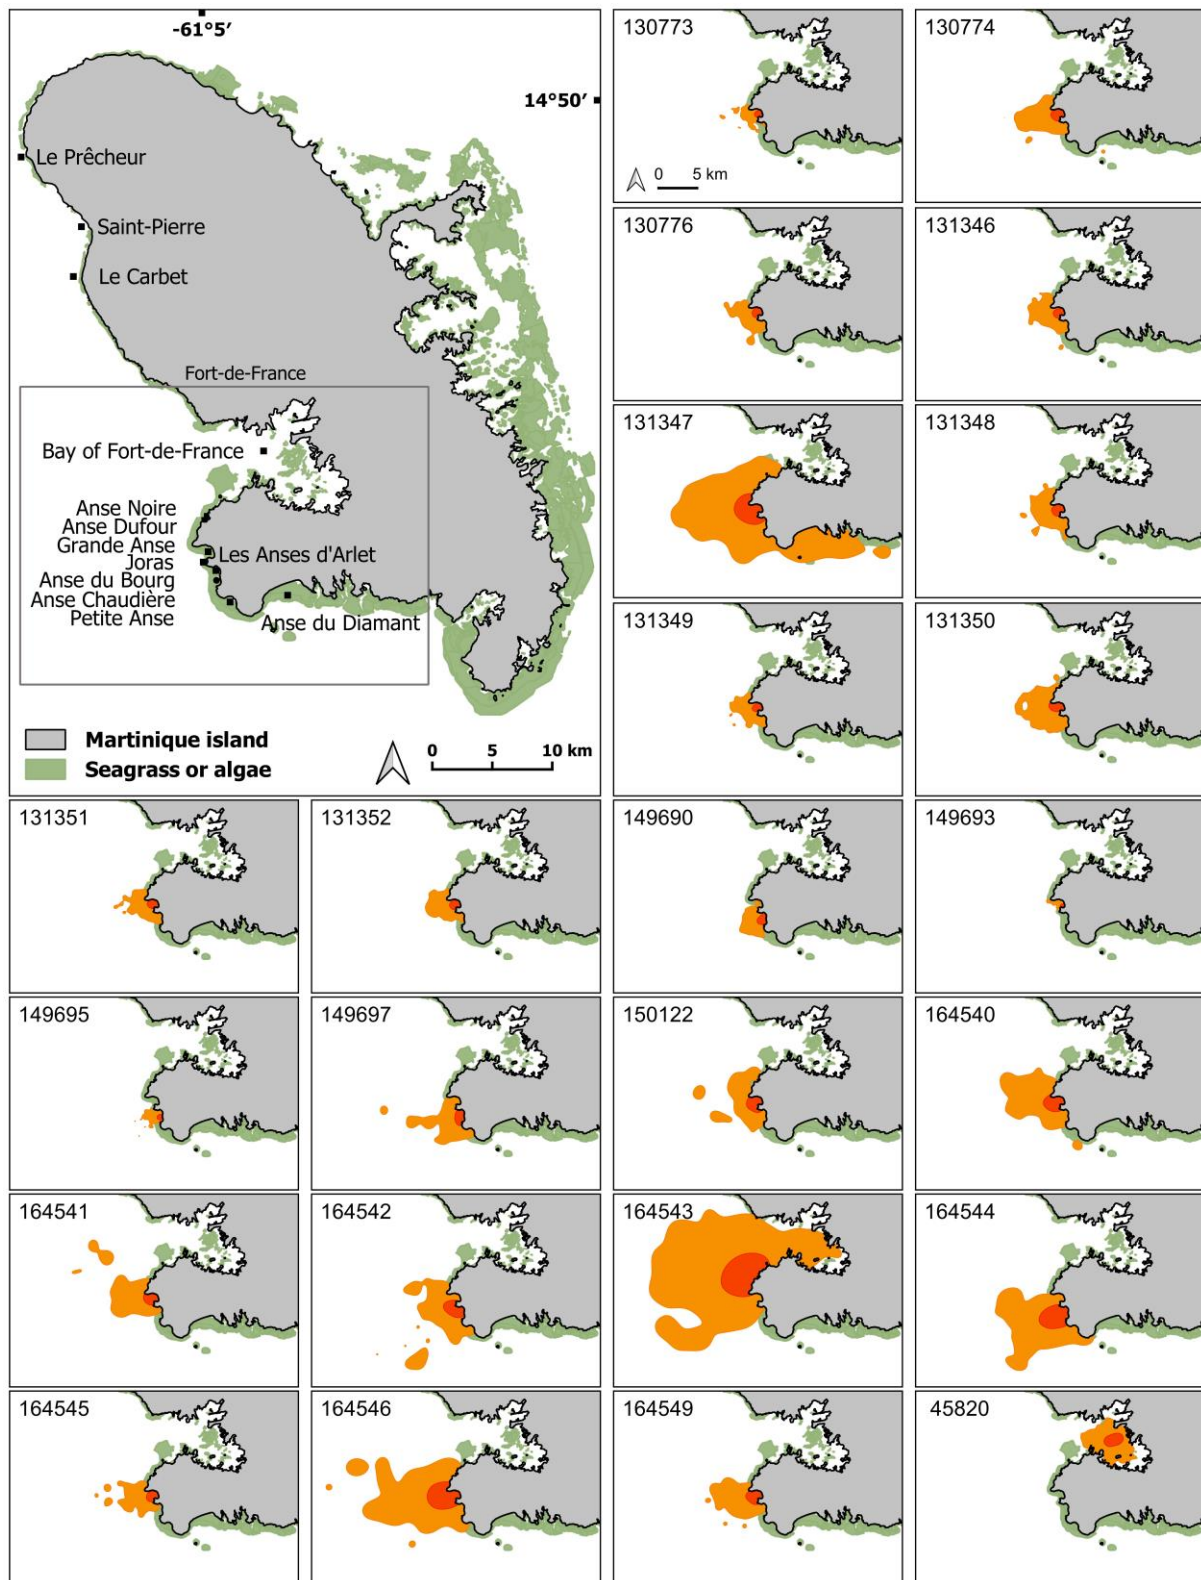 -61°5′
14°50′
Le Prêcheur
Saint-Pierre
Le Carbet
Fort-de-France
Bay of Fort-de-France
Anse Noire
Anse Dufour
Grande Anse
Les Anses d'Arlet
Joras
Anse du Bourg
Anse Chaudière
Petite Anse
Anse du Diamant
Martinique island
Seagrass or algae
0 5 10 km
130773
0 5 km
130774
130776
131346
131347
131348
131349
131350
131351
131352
149690
149693
149695
149697
150122
164540
164541
164542
164543
164544
164545
164546
164549
45820